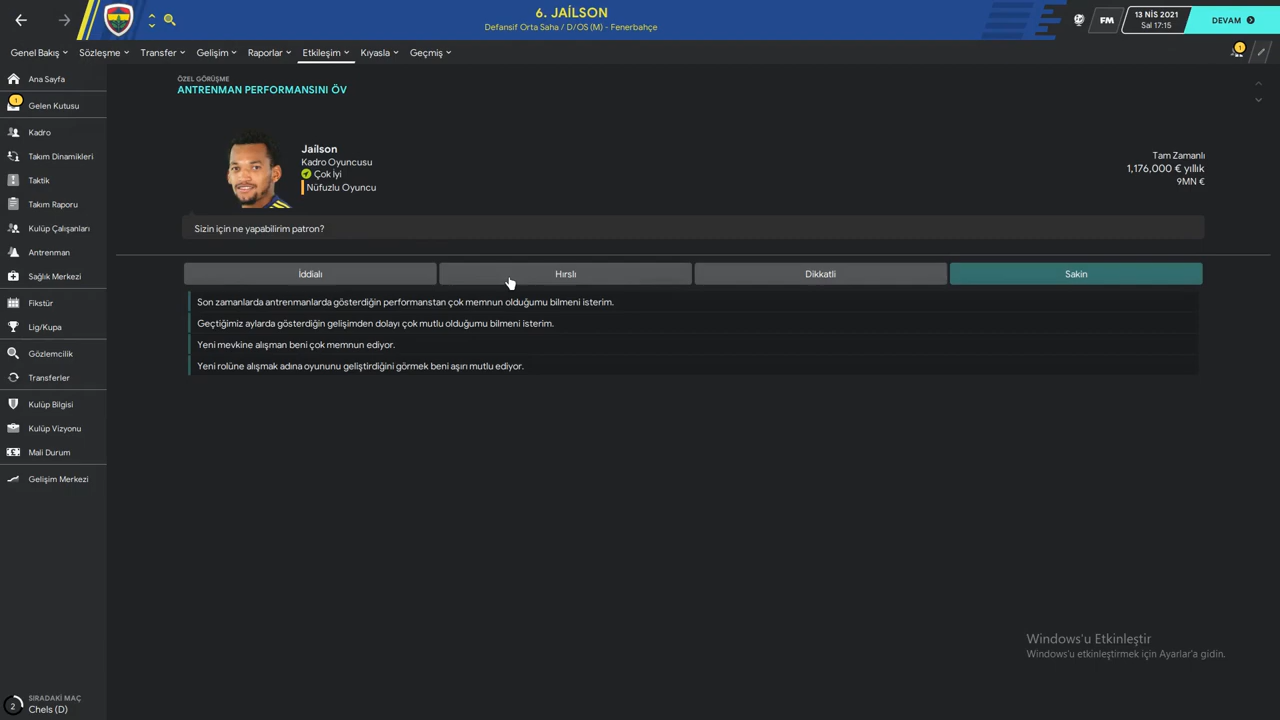 6. JAİLSON
Defansif Orta Saha / D/OS (M) - Fenerbahçe
FM
13 NİS 2021
Sal 17:15
DEVAM
Genel Bakış
Sözleşme
Transfer
Gelişim
Raporlar
Etkileşim
Kıyasla
Geçmiş
1
Ana Sayfa
1
Gelen Kutusu
Kadro
Takım Dinamikleri
Taktik
Takım Raporu
Kulüp Çalışanları
Antrenman
Sağlık Merkezi
Fikstür
Lig/Kupa
Gözlemcilik
Transferler
Kulüp Bilgisi
Kulüp Vizyonu
Mali Durum
Gelişim Merkezi
2
SIRADAKİ MAÇ
Chels (D)
ÖZEL GÖRÜŞME
ANTRENMAN PERFORMANSINI ÖV
Jaílson
Kadro Oyuncusu
Çok İyi
Nüfuzlu Oyuncu
Tam Zamanlı
1,176,000 € yıllık
9MN €
Sizin için ne yapabilirim patron?
İddialı
Hırslı
Dikkatli
Sakin
Son zamanlarda antrenmanlarda gösterdiğin performanstan çok memnun olduğumu bilmeni isterim.
Geçtiğimiz aylarda gösterdiğin gelişimden dolayı çok mutlu olduğumu bilmeni isterim.
Yeni mevkine alışman beni çok memnun ediyor.
Yeni rolüne alışmak adına oyununu geliştirdiğini görmek beni aşırı mutlu ediyor.
Windows'u Etkinleştir
Windows'u etkinleştirmek için Ayarlar'a gidin.